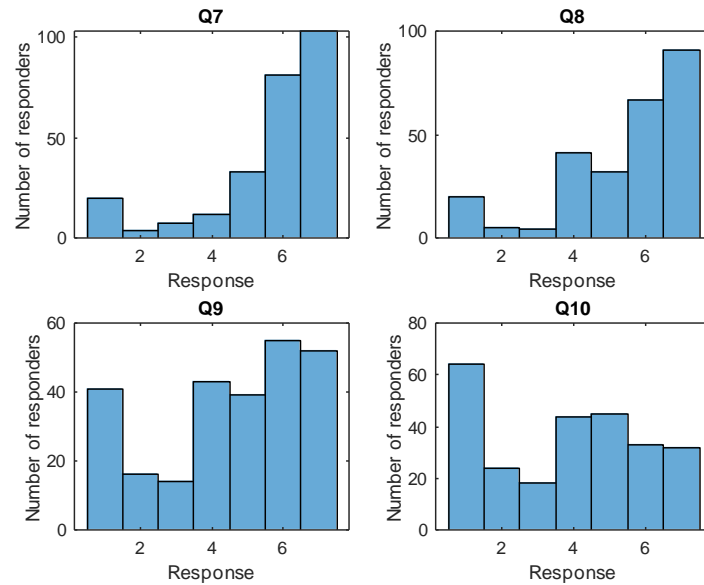 Q7
Number of responders
100
50
0
2 4 6
Response
Q8
Number of responders
100
50
0
2 4 6
Response
Q9
Number of responders
60
40
20
0
2 4 6
Response
Q10
Number of responders
80
60
40
20
0
2 4 6
Response